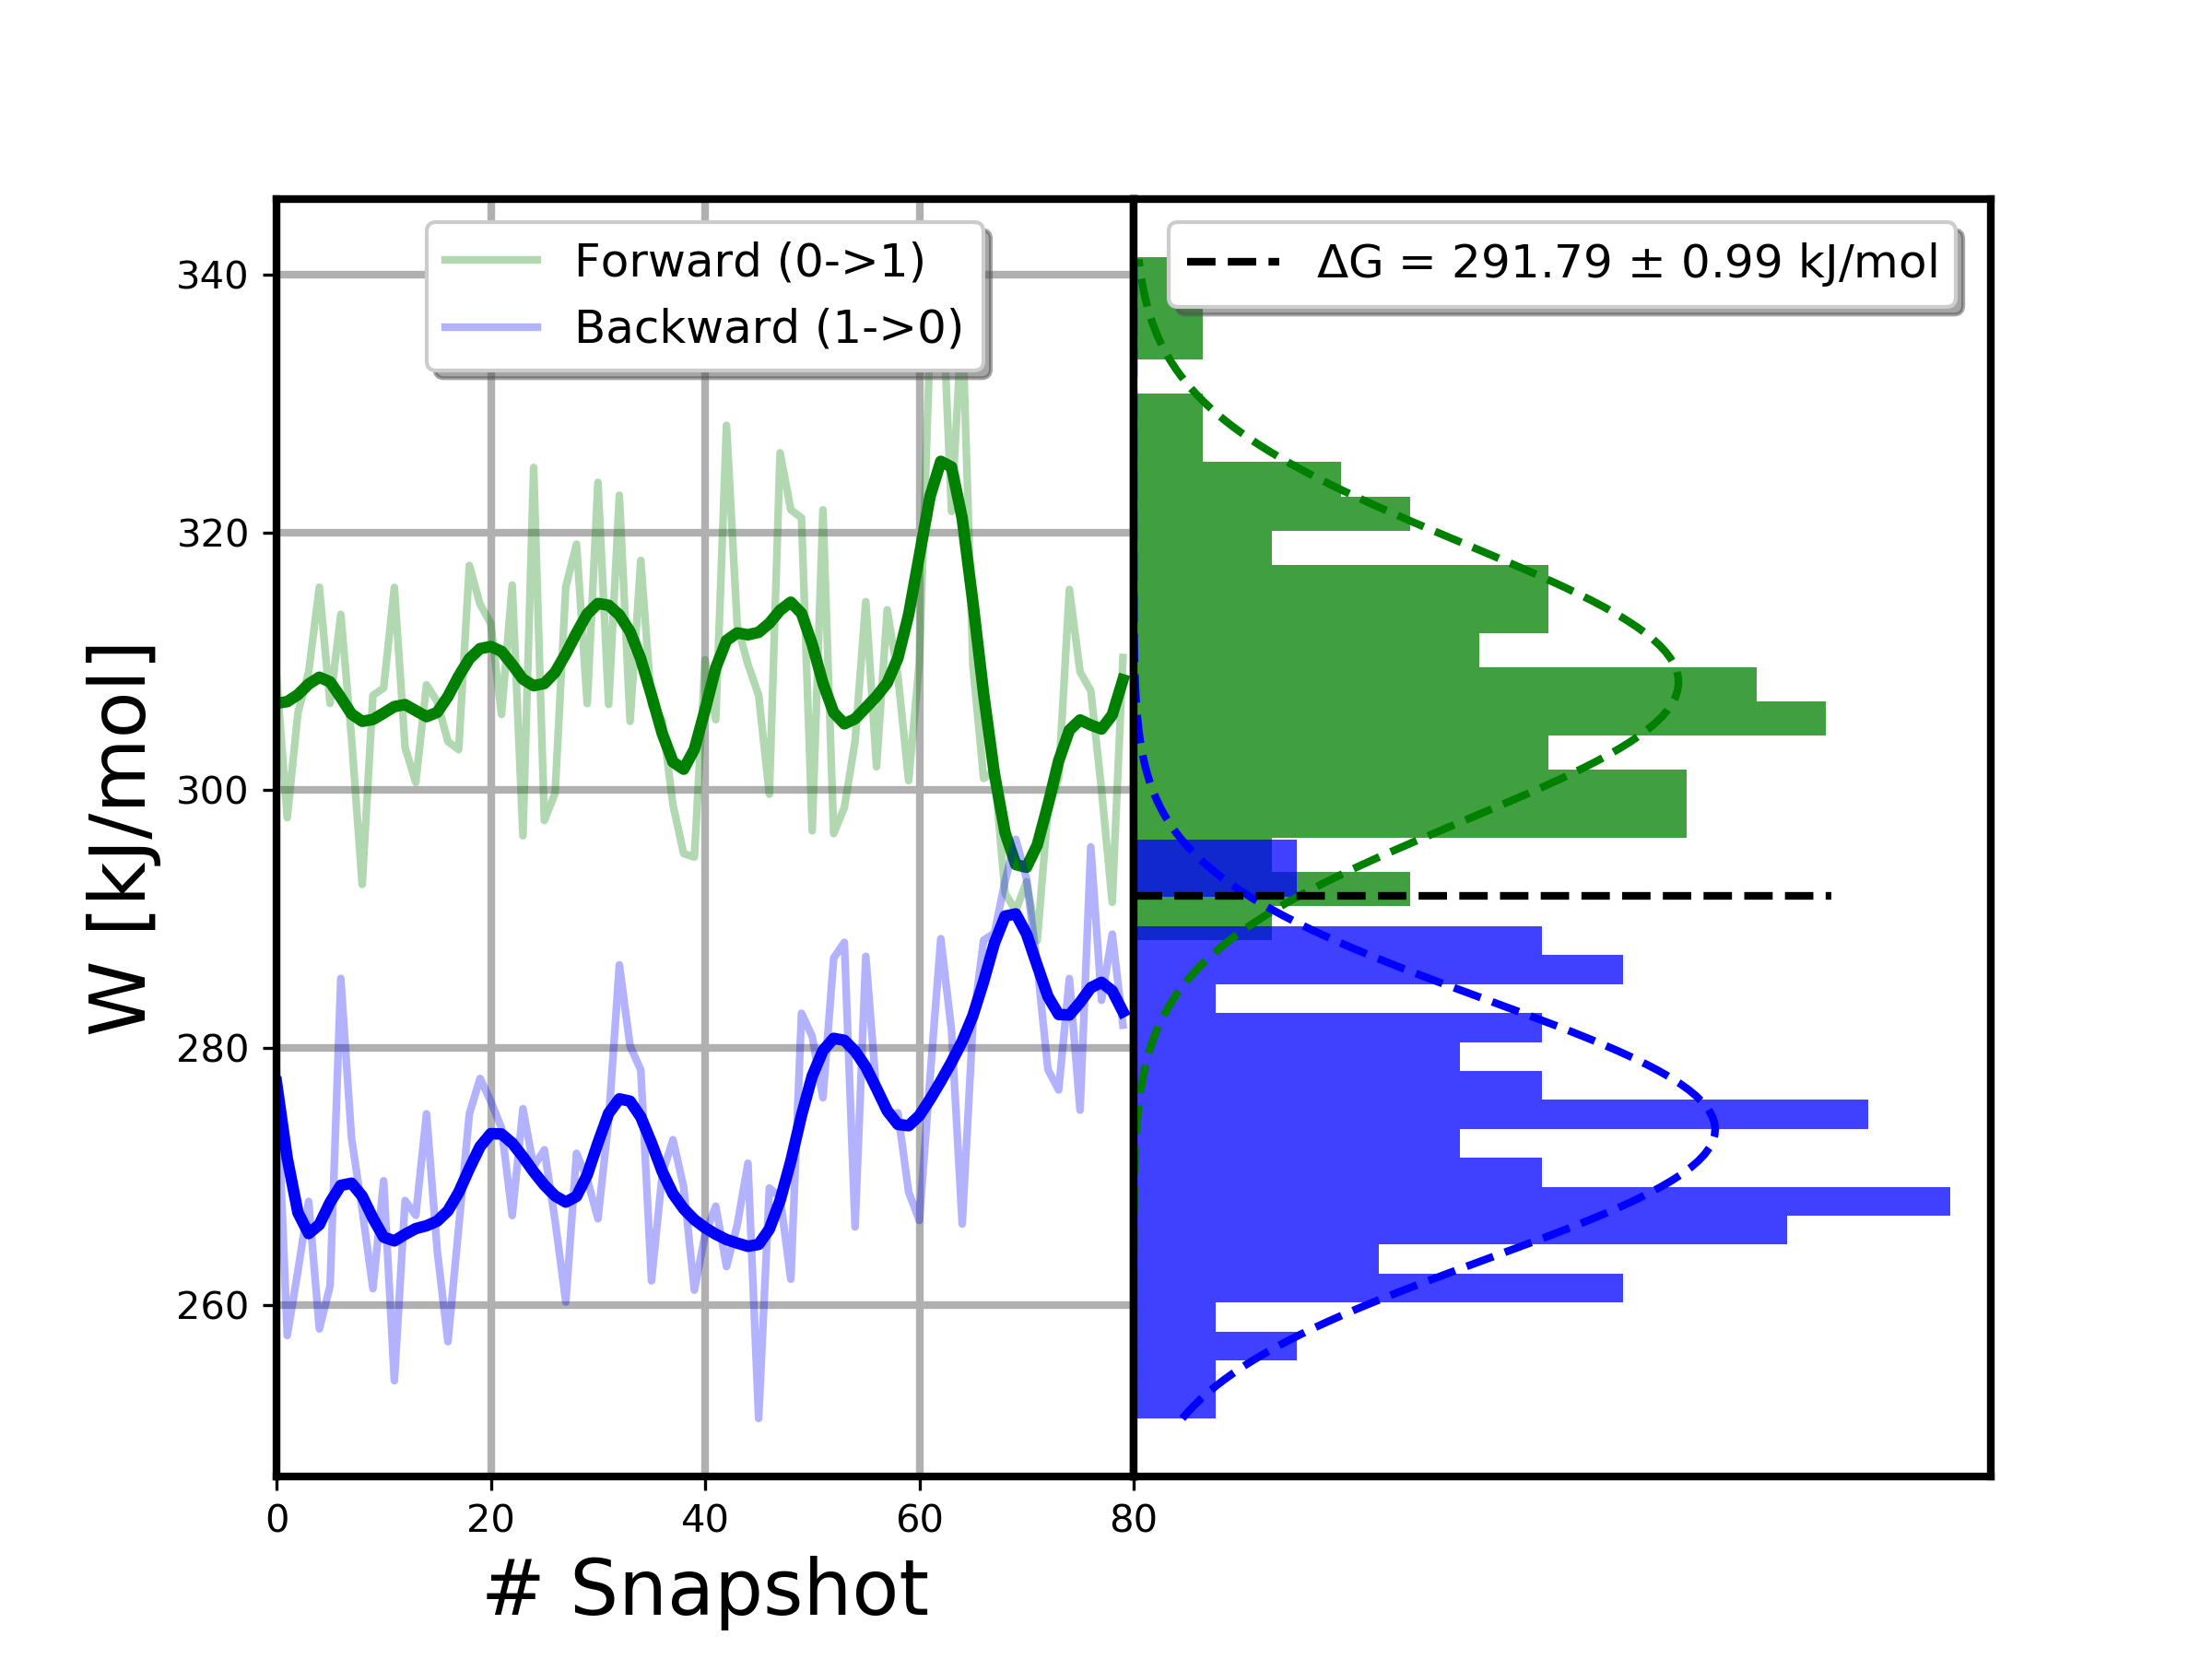 Forward (0->1)
Backward (1->0)
ΔG = 291.79 ± 0.99 kJ/mol
W [kJ/mol]
340
320
300
280
260
0 20 40 60 80
# Snapshot